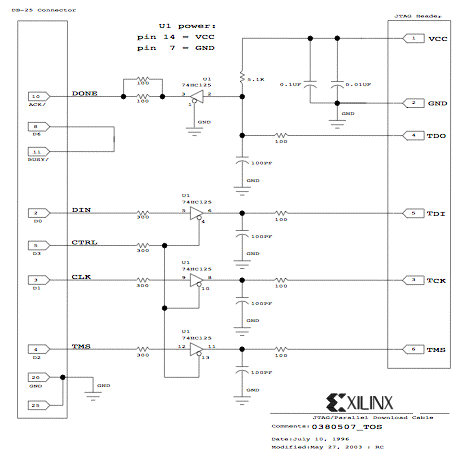 DB-25 Connector
JTAG Header
U1 power:
pin 14 = VCC
pin 7 = GND
1 VCC
5.1K
0.1UF
0.01UF
U1
74HC125
100
10 DONE 100 3 2
ACK/
1
GND
2 GND
GND
8
D6
11
BUSY/
4 TDO
100
100PF
GND
U1
74HC125
2 DIN 300 5 6 100 5 TDI
D0
4
100PF
GND
5 CTRL 300
D3
U1
74HC125
3 CLK 300 9 8 100 3 TCK
D1
10
100PF
GND
U1
74HC125
4 TMS 300 12 11 100 6 TMS
D2
13
100PF
GND
20
GND
GND
25
XILINX
JTAG/Parallel Download Cable
Comments: 0380507_TOS
Date:July 10, 1996
Modified:May 27, 2003 : RC